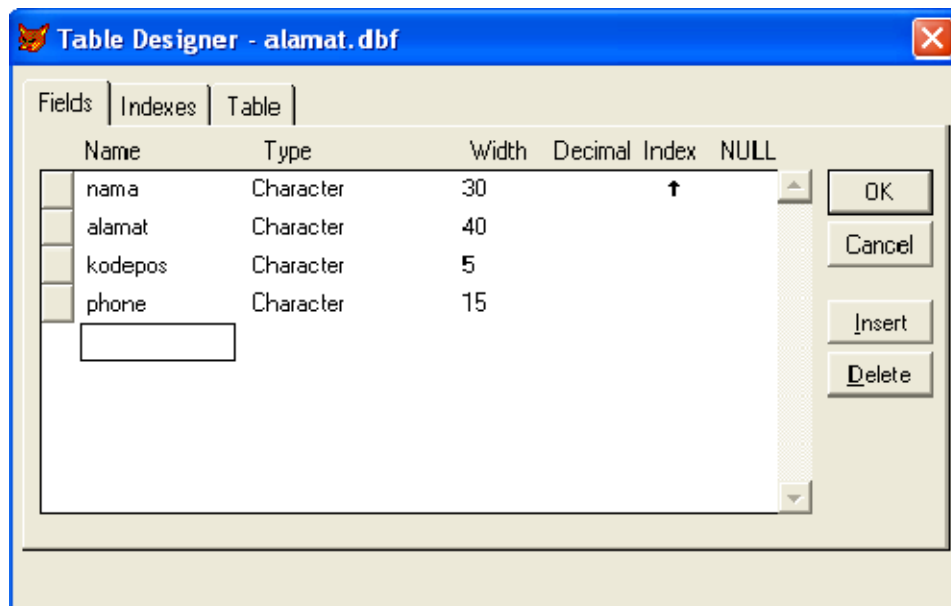 Table Designer - alamat.dbf
Fields Indexes Table
Name Type Width Decimal Index NULL
nama Character 30 ↑
alamat Character 40
kodepos Character 5
phone Character 15
OK
Cancel
Insert
Delete